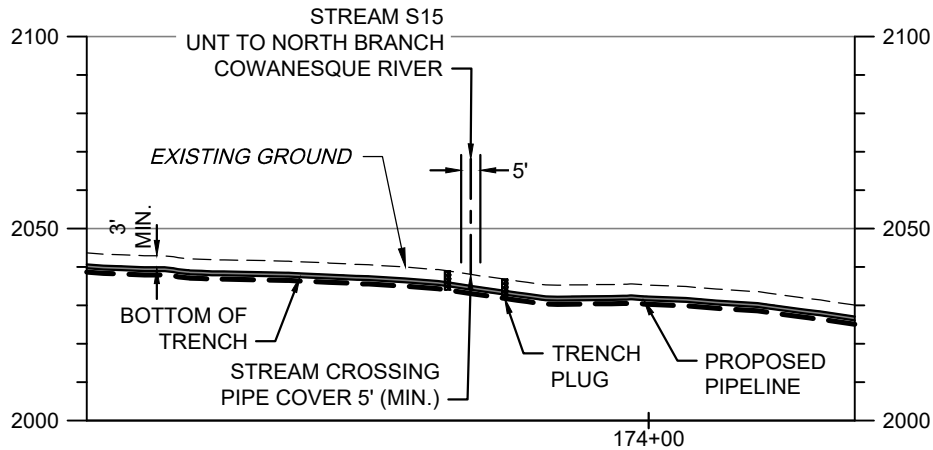 STREAM S15
UNT TO NORTH BRANCH
COWANESQUE RIVER
2100
2100
EXISTING GROUND
5'
3'
MIN.
2050
2050
BOTTOM OF
TRENCH
STREAM CROSSING
PIPE COVER 5' (MIN.)
TRENCH
PLUG
PROPOSED
PIPELINE
2000
2000
174+00